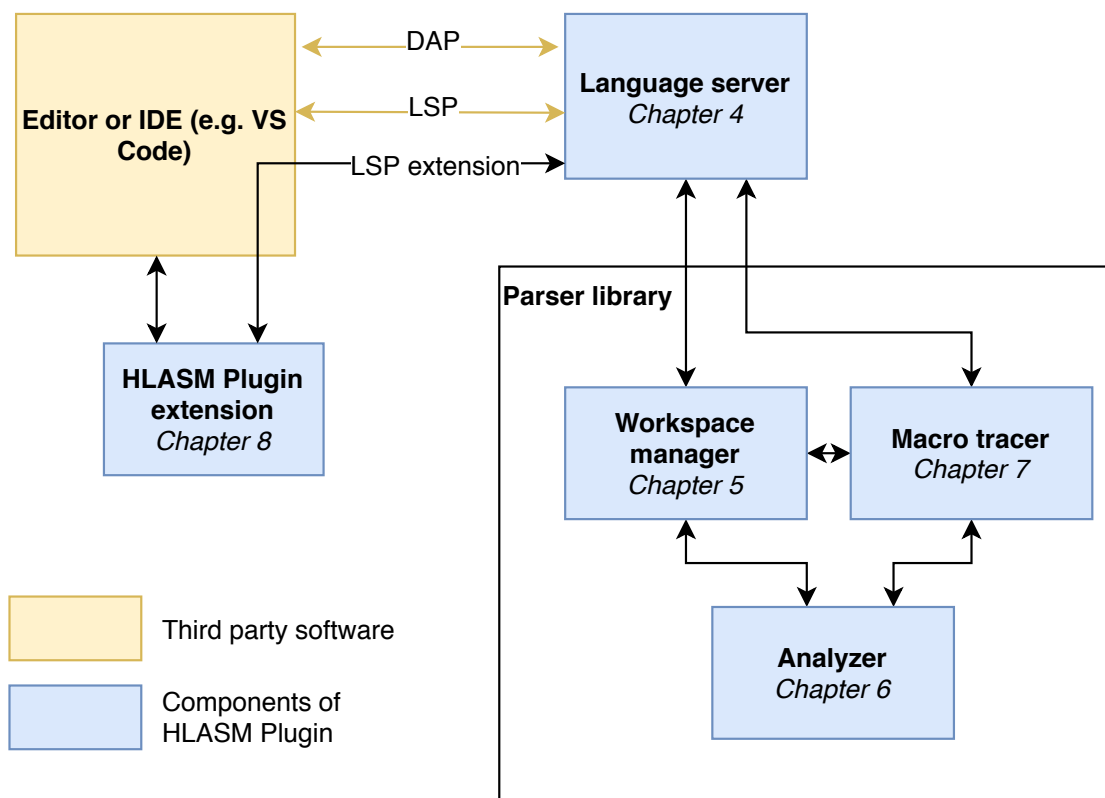 DAP
Language server
Chapter 4
Editor or IDE (e.g. VS
Code)
LSP
LSP extension
Parser library
HLASM Plugin
extension
Chapter 8
Workspace
manager
Chapter 5
Macro tracer
Chapter 7
Third party software
Analyzer
Chapter 6
Components of
HLASM Plugin